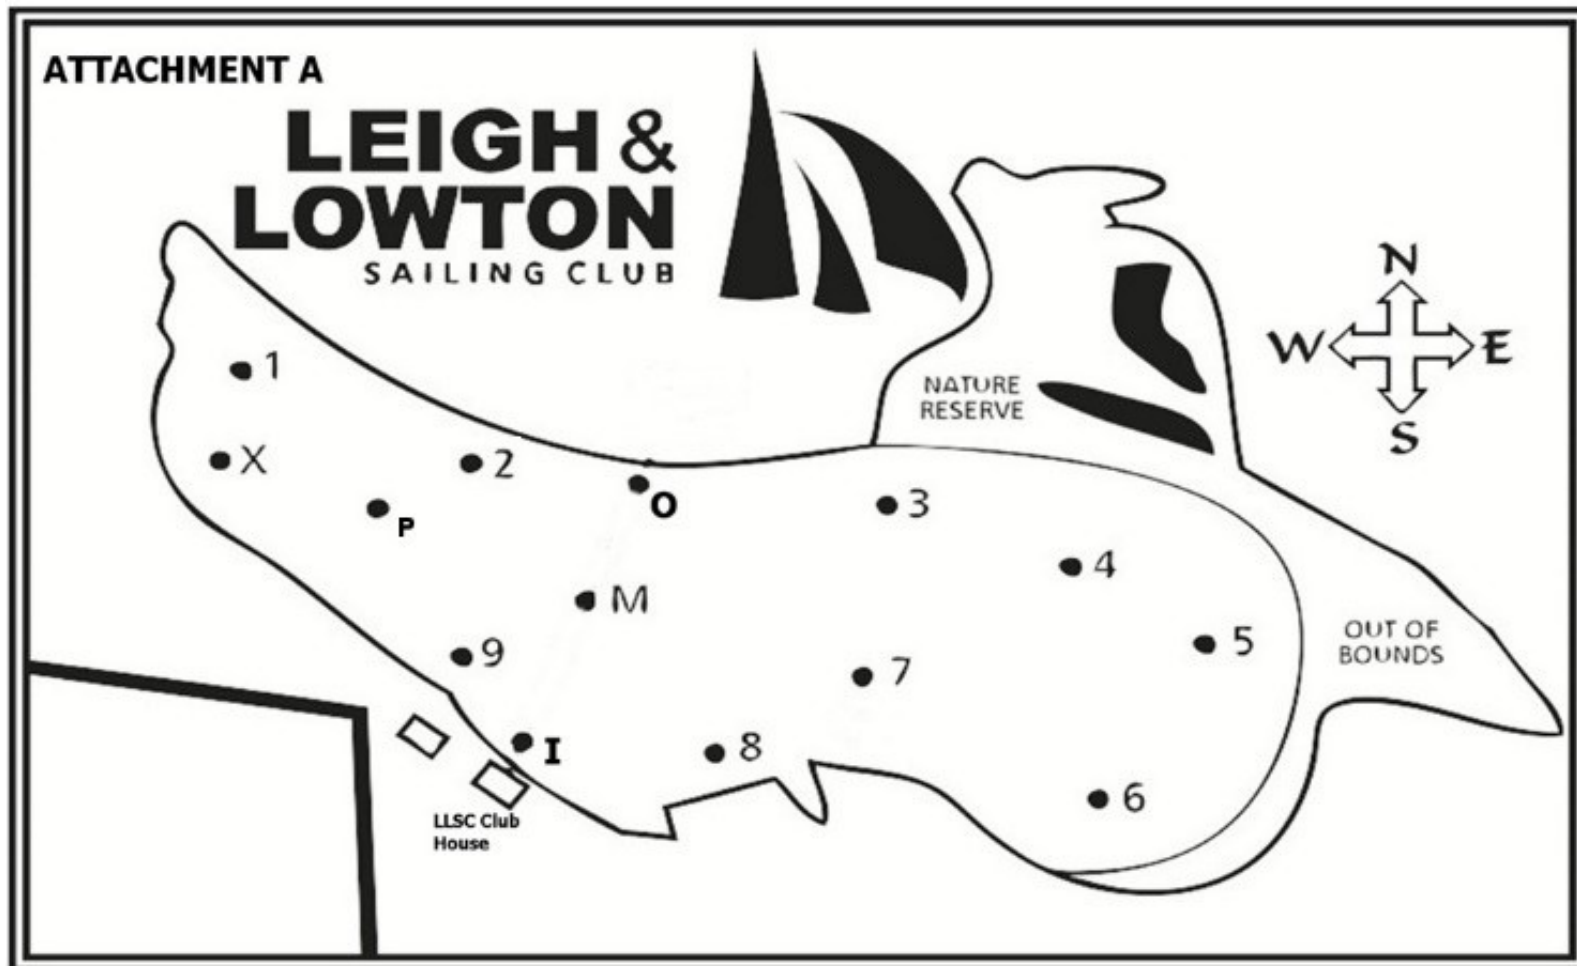 ATTACHMENT A
LEIGH &
LOWTON
SAILING CLUB
N
W E
S
NATURE
RESERVE
1
X
2
P
O
3
4
M
9
5
OUT OF
BOUNDS
7
I
8
6
LLSC Club
House